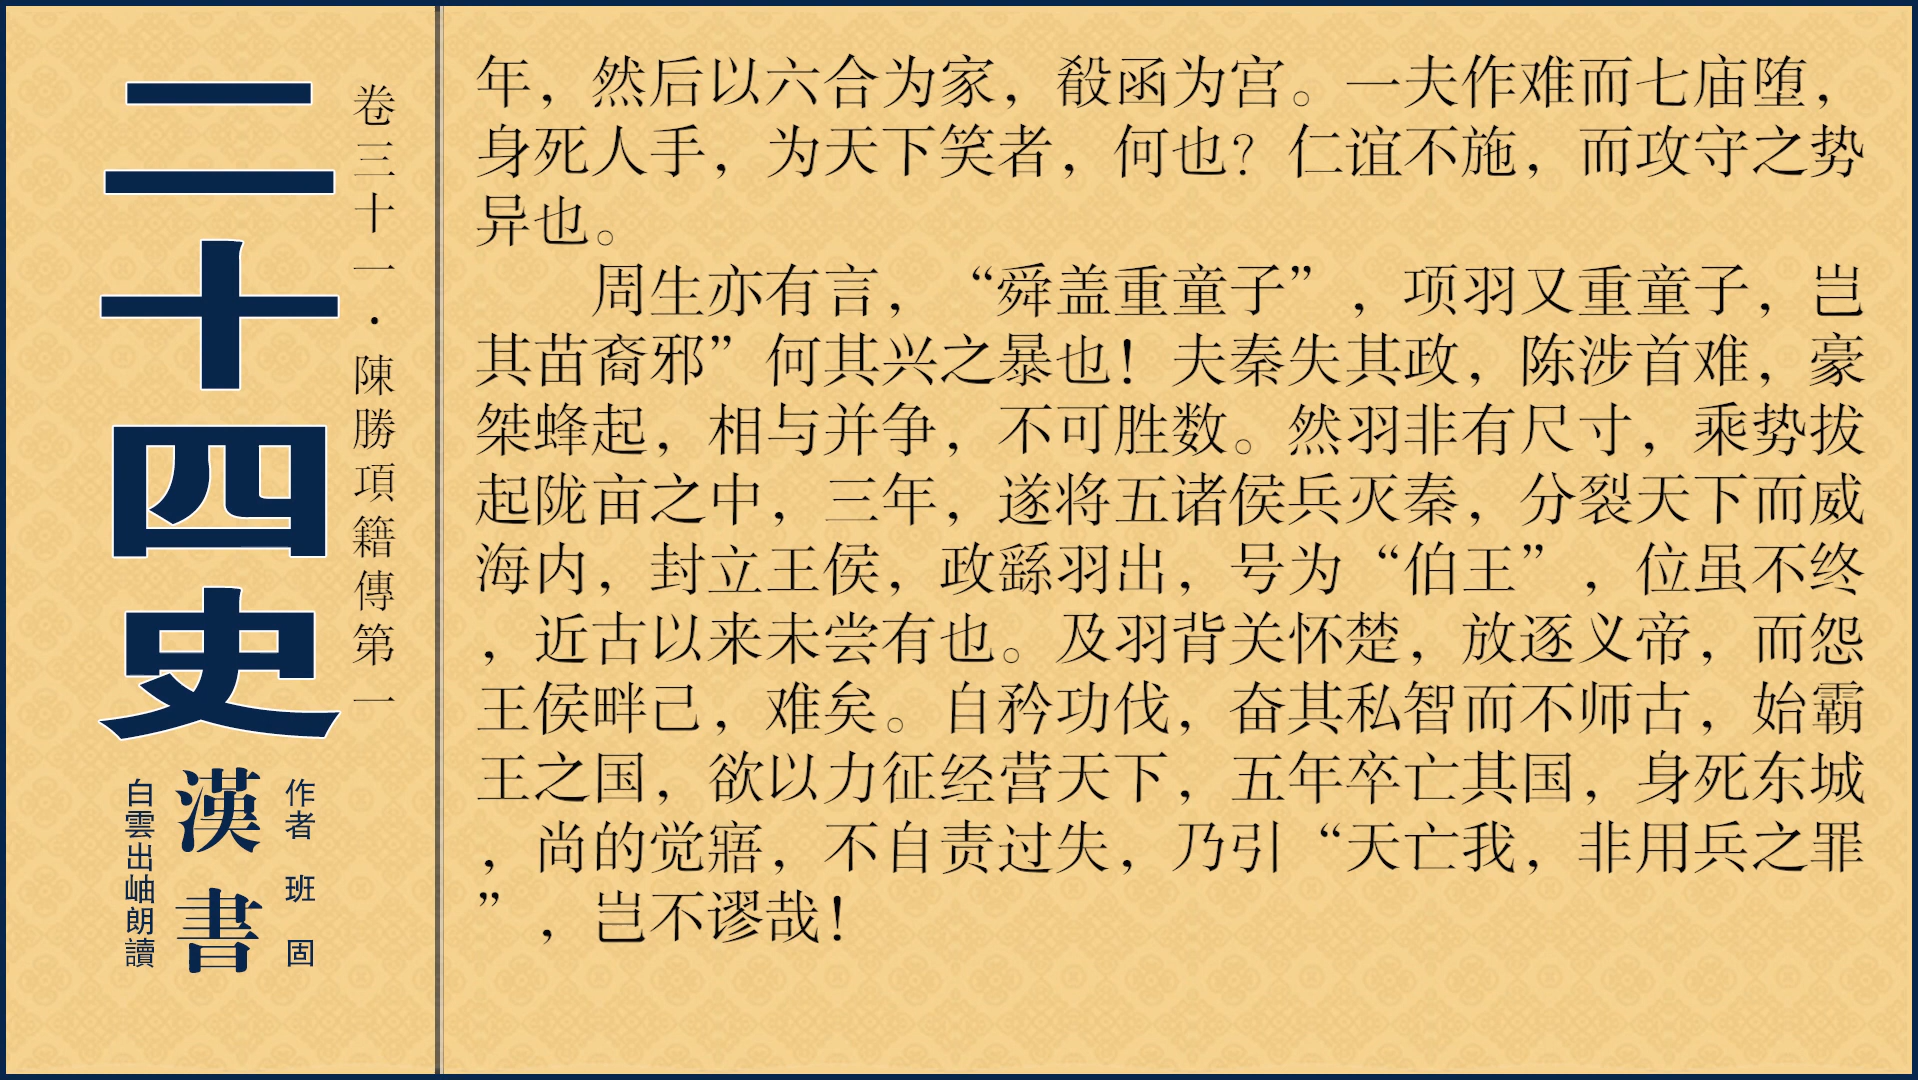 二十四史
卷三十一·陳勝項籍傳第一
作者 班 固
漢書
白雲出岫朗讀
年，然后以六合为家，殽函为宫。一夫作难而七庙堕，
身死人手，为天下笑者，何也？仁谊不施，而攻守之势
异也。
周生亦有言，“舜盖重童子”，项羽又重童子，岂
其苗裔邪”何其兴之暴也！夫秦失其政，陈涉首难，豪
桀蜂起，相与并争，不可胜数。然羽非有尺寸，乘势拔
起陇亩之中，三年，遂将五诸侯兵灭秦，分裂天下而威
海内，封立王侯，政繇羽出，号为“伯王”，位虽不终
，近古以来未尝有也。及羽背关怀楚，放逐义帝，而怨
王侯畔己，难矣。自矜功伐，奋其私智而不师古，始霸
王之国，欲以力征经营天下，五年卒亡其国，身死东城
，尚的觉寤，不自责过失，乃引“天亡我，非用兵之罪
”，岂不谬哉！